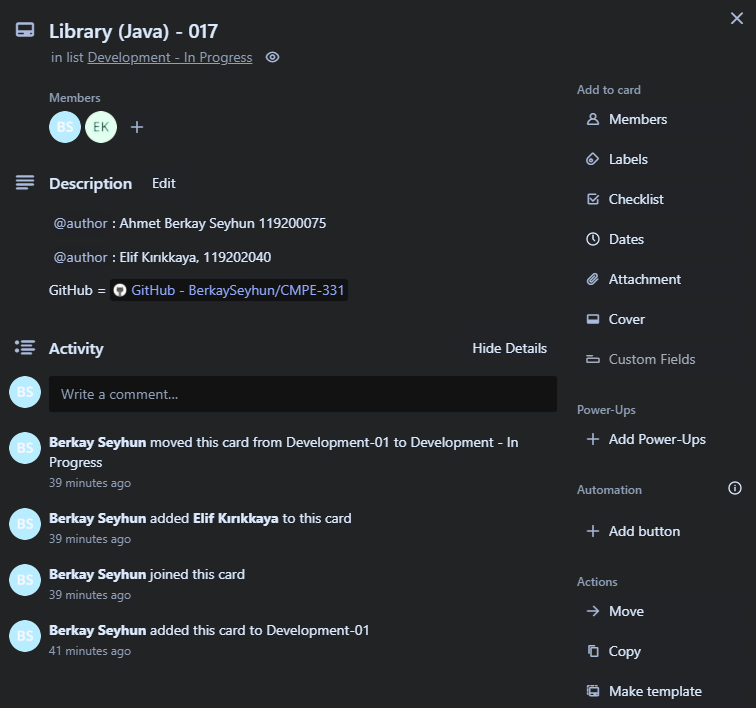 Library (Java) - 017
in list Development - In Progress
Members
BS
EK
Description
Edit
@author : Ahmet Berkay Seyhun 119200075
@author : Elif Kırıkkaya, 119202040
GitHub = GitHub - BerkaySeyhun/CMPE-331
Activity
Hide Details
BS
Write a comment...
BS
Berkay Seyhun moved this card from Development-01 to Development - In
Progress
39 minutes ago
BS
Berkay Seyhun added Elif Kırıkkaya to this card
39 minutes ago
BS
Berkay Seyhun joined this card
39 minutes ago
BS
Berkay Seyhun added this card to Development-01
41 minutes ago
Add to card
Members
Labels
Checklist
Dates
Attachment
Cover
Custom Fields
Power-Ups
Add Power-Ups
Automation
Add button
Actions
Move
Copy
Make template